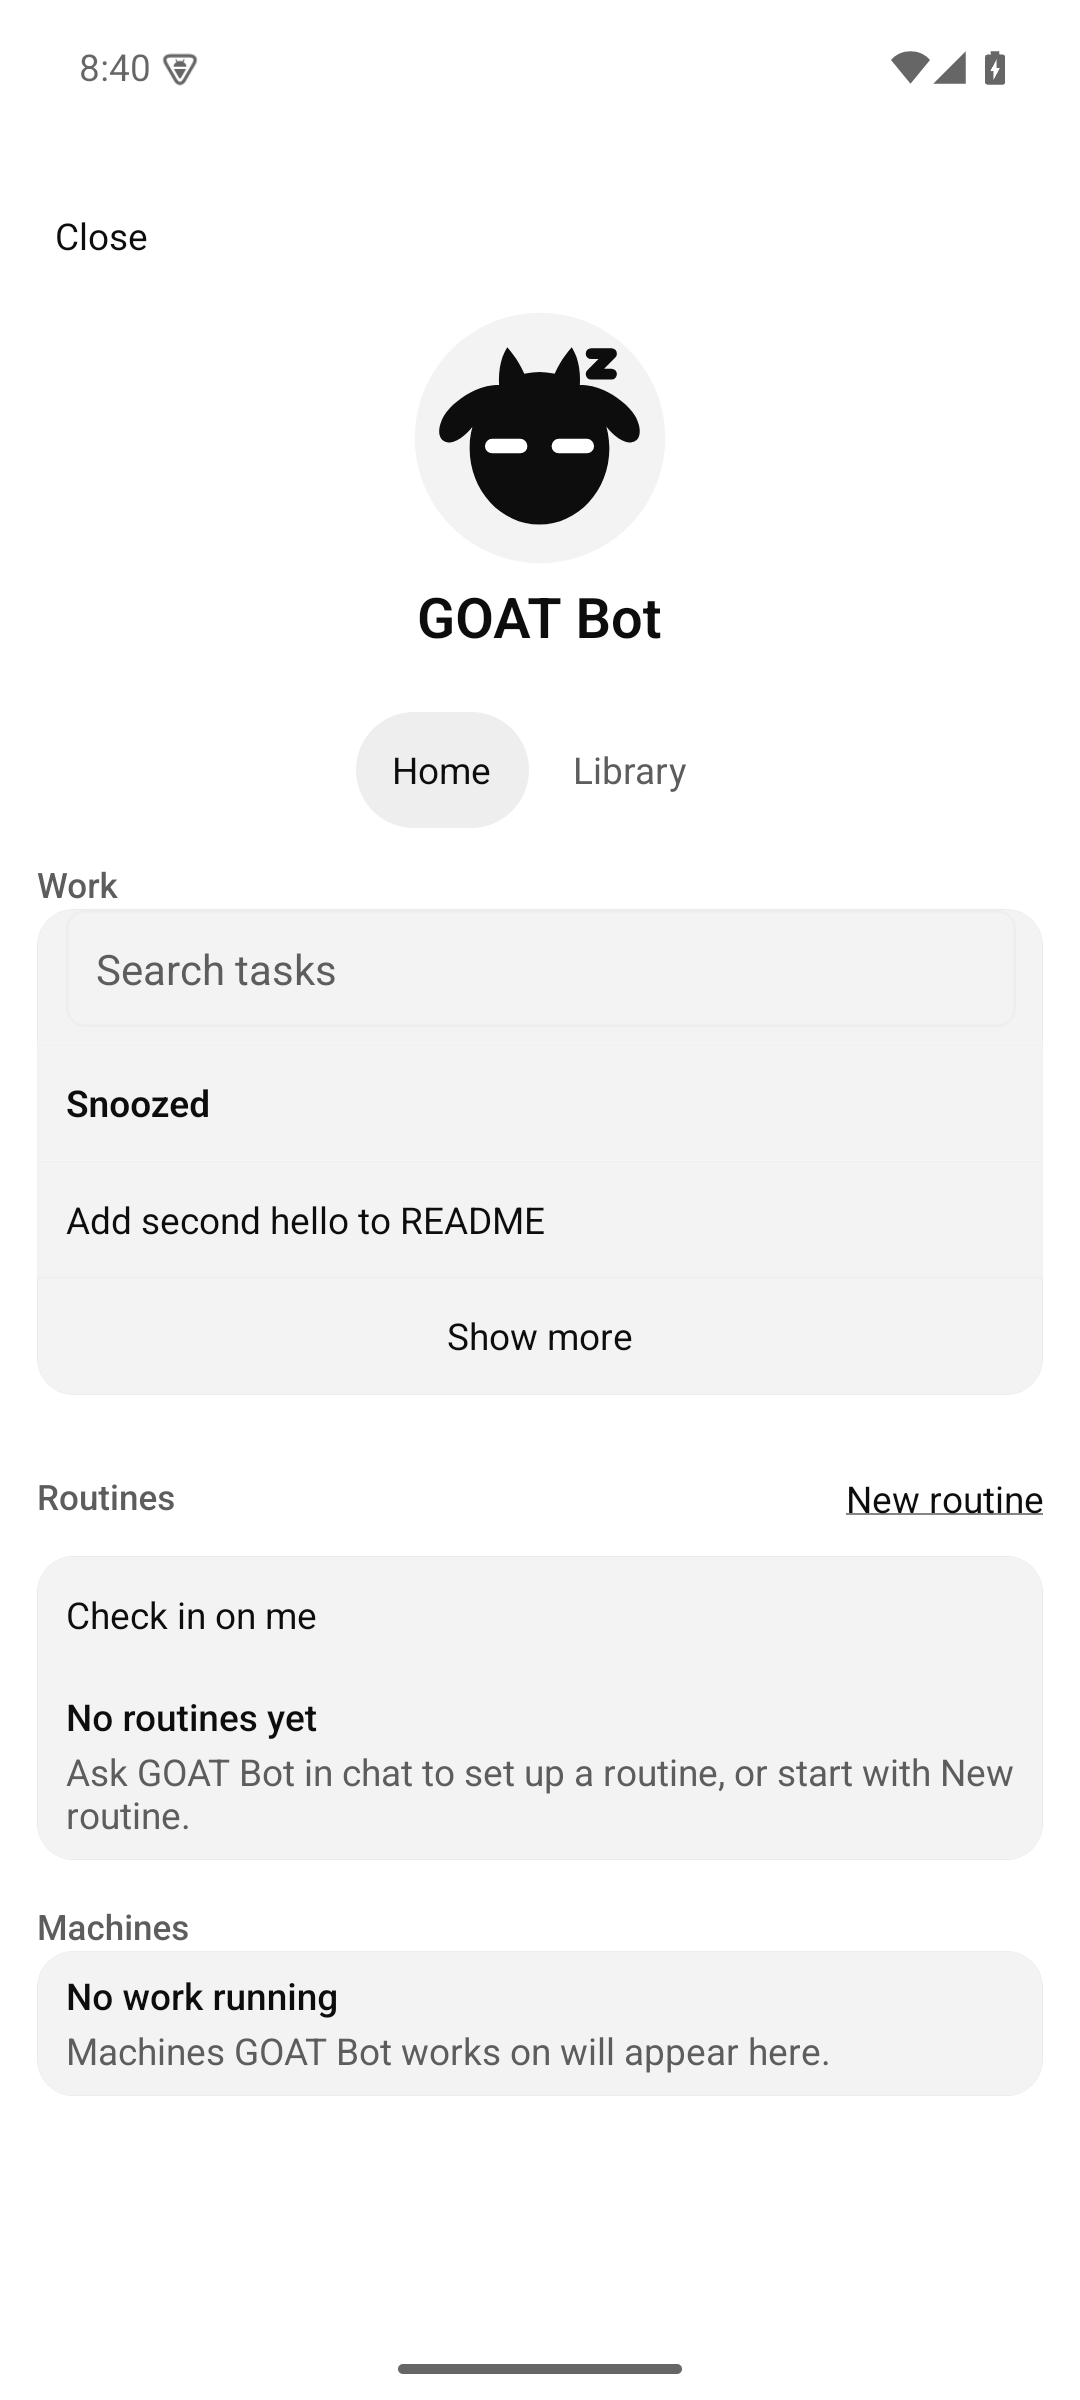 8:40
Close
z
GOAT Bot
Home
Library
Work
Search tasks
Snoozed
Add second hello to README
Show more
Routines
New routine
Check in on me
No routines yet
Ask GOAT Bot in chat to set up a routine, or start with New
routine.
Machines
No work running
Machines GOAT Bot works on will appear here.